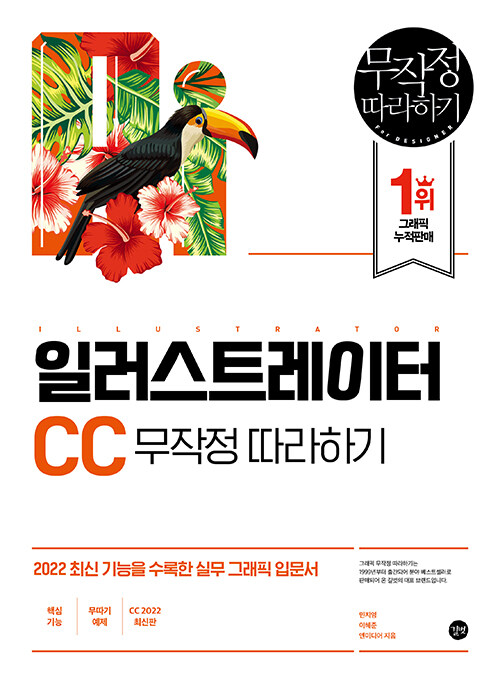 무작정
따라하기
For DESIGNER
1위
그래픽
누적판매
ILLUSTRATOR
일러스트레이터
CC 무작정 따라하기
2022 최신 기능을 수록한 실무 그래픽 입문서
핵심
기능
무따기
예제
CC 2022
최신판
그래픽 무작정 따라하기는
1999년부터 출간되어 분야 베스트셀러로
판매되어 온 길벗의 대표 브랜드입니다.
민지영
이혜준
앤미디어 지음
길벗